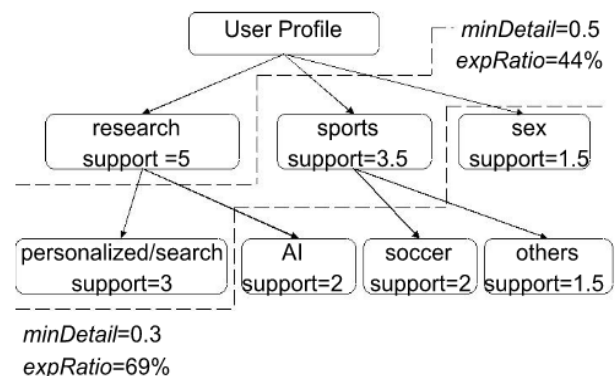 User Profile
minDetail=0.5
expRatio=44%
research
support =5
sports
support=3.5
sex
support=1.5
personalized/search
support=3
AI
support=2
soccer
support=2
others
support=1.5
minDetail=0.3
expRatio=69%